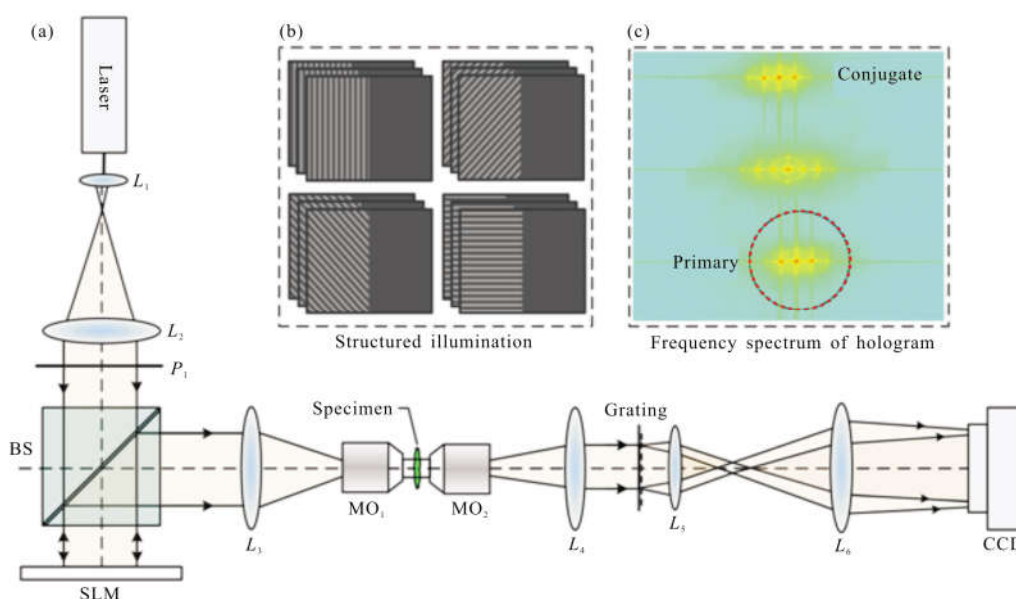 (a)
Laser
L1
L2
P1
BS
SLM
L3
MO1
Specimen
MO2
L4
Grating
L5
L6
CCD
(b)
Structured illumination
(c)
Conjugate
Primary
Frequency spectrum of hologram